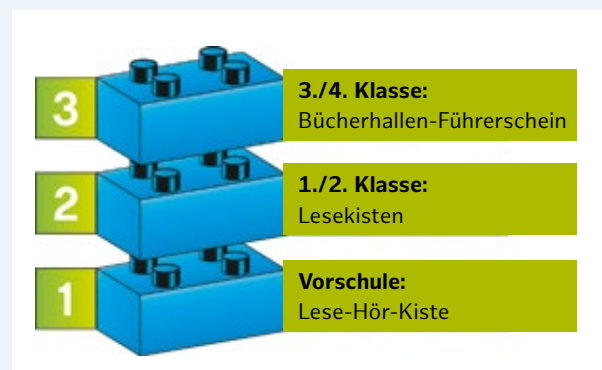 3
3./4. Klasse:
Bücherhallen-Führerschein
2
1./2. Klasse:
Lesekisten
1
Vorschule:
Lese-Hör-Kiste